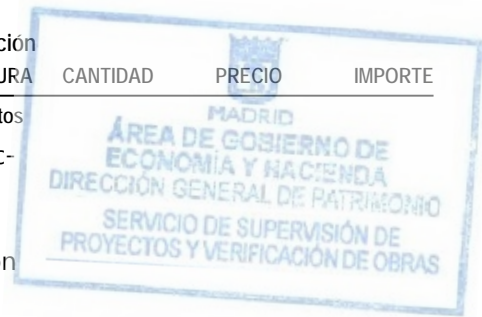 ción
URA CANTIDAD PRECIO IMPORTE
tos
c-
ón
MADRID
ÁREA DE GOBIERNO DE
ECONOMÍA Y HACIENDA
DIRECCIÓN GENERAL DE PATRIMONIO
SERVICIO DE SUPERVISIÓN DE
PROYECTOS Y VERIFICACIÓN DE OBRAS